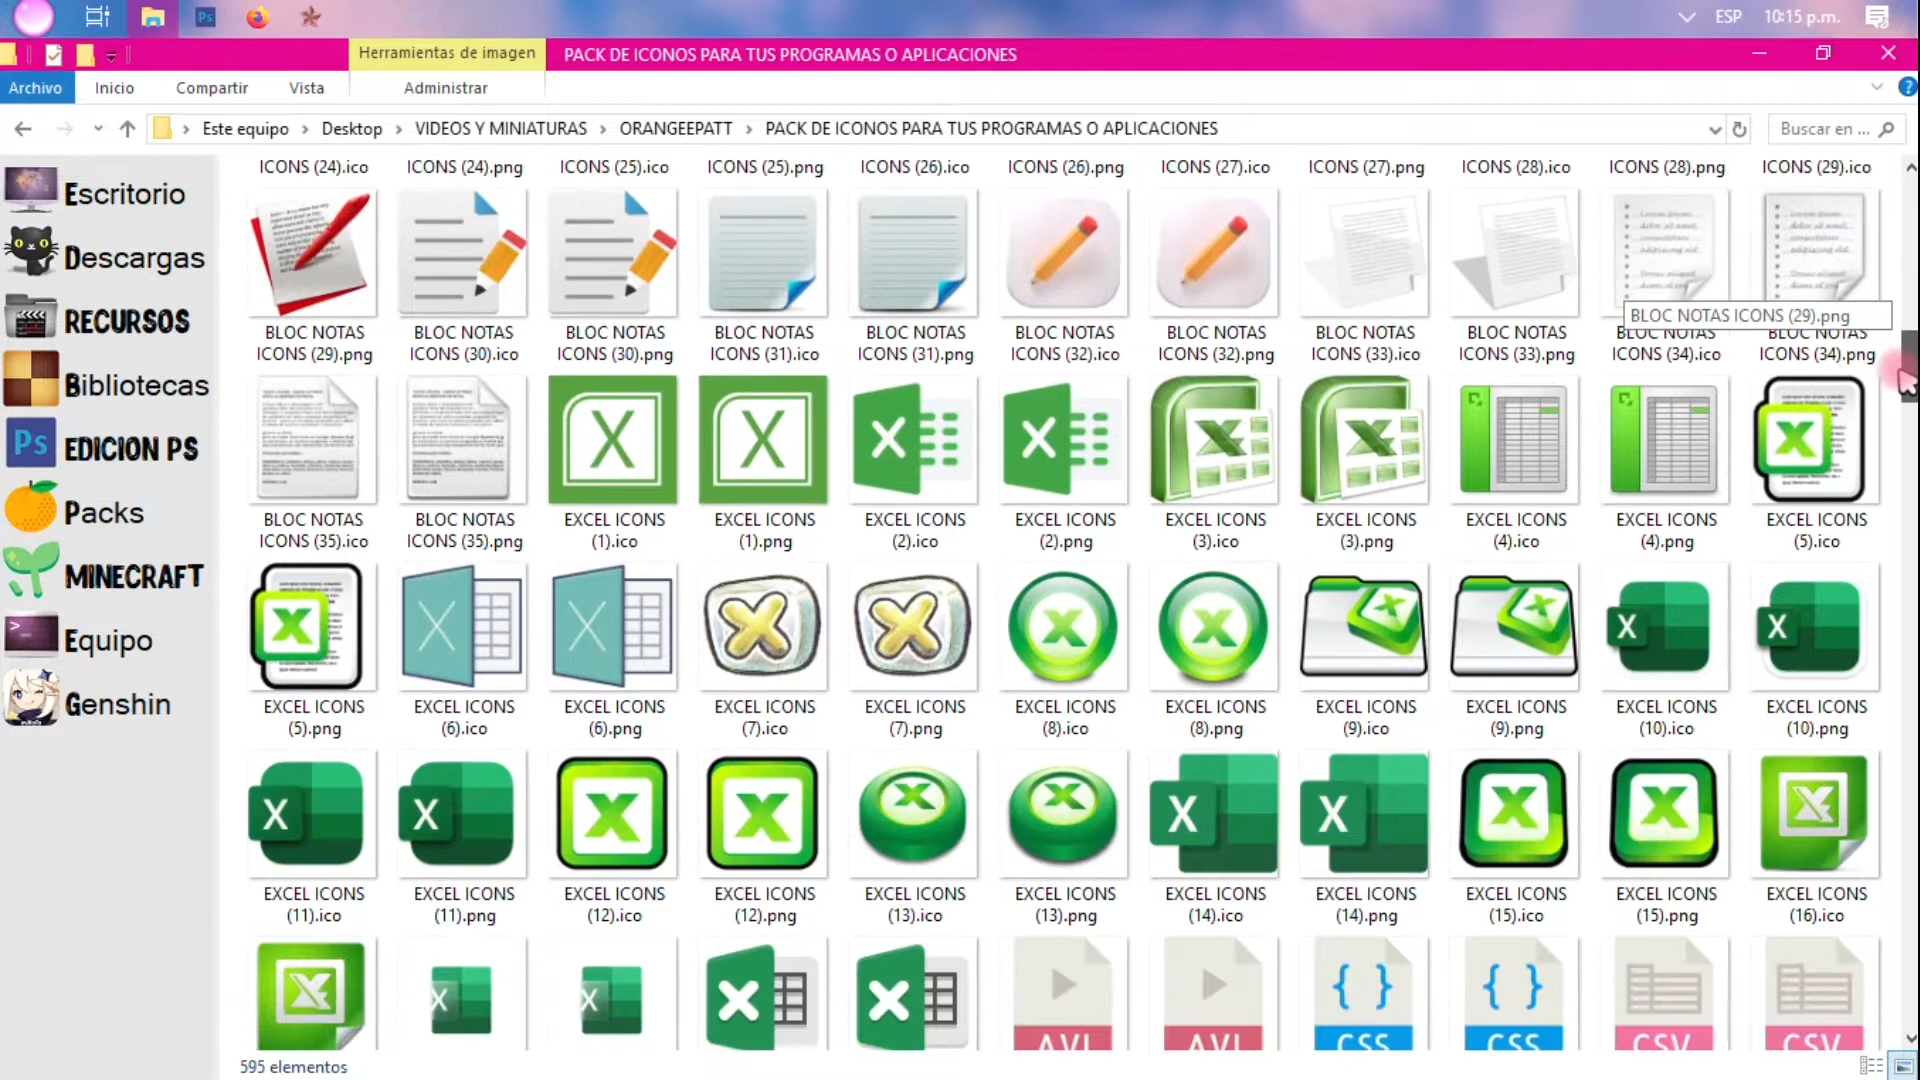 ESP
10:15 p.m.
Herramientas de imagen
PACK DE ICONOS PARA TUS PROGRAMAS O APLICACIONES
Archivo
Inicio
Compartir
Vista
Administrar
Este equipo
Desktop
VIDEOS Y MINIATURAS
ORANGEEPATT
PACK DE ICONOS PARA TUS PROGRAMAS O APLICACIONES
Buscar en ...
Escritorio
Descargas
RECURSOS
Bibliotecas
Ps
EDICION PS
Packs
MINECRAFT
Equipo
Genshin
ICONS (24).ico
ICONS (24).png
ICONS (25).ico
ICONS (25).png
ICONS (26).ico
ICONS (26).png
ICONS (27).ico
ICONS (27).png
ICONS (28).ico
ICONS (28).png
ICONS (29).ico
BLOC NOTAS ICONS (29).png
BLOC NOTAS
ICONS (29).png
BLOC NOTAS
ICONS (30).ico
BLOC NOTAS
ICONS (30).png
BLOC NOTAS
ICONS (31).ico
BLOC NOTAS
ICONS (31).png
BLOC NOTAS
ICONS (32).ico
BLOC NOTAS
ICONS (32).png
BLOC NOTAS
ICONS (33).ico
BLOC NOTAS
ICONS (33).png
BLOC NOTAS
ICONS (34).ico
BLOC NOTAS
ICONS (34).png
BLOC NOTAS
ICONS (35).ico
BLOC NOTAS
ICONS (35).png
EXCEL ICONS
(1).ico
EXCEL ICONS
(1).png
EXCEL ICONS
(2).ico
EXCEL ICONS
(2).png
EXCEL ICONS
(3).ico
EXCEL ICONS
(3).png
EXCEL ICONS
(4).ico
EXCEL ICONS
(4).png
EXCEL ICONS
(5).ico
EXCEL ICONS
(5).png
EXCEL ICONS
(6).ico
EXCEL ICONS
(6).png
EXCEL ICONS
(7).ico
EXCEL ICONS
(7).png
EXCEL ICONS
(8).ico
EXCEL ICONS
(8).png
EXCEL ICONS
(9).ico
EXCEL ICONS
(9).png
EXCEL ICONS
(10).ico
EXCEL ICONS
(10).png
EXCEL ICONS
(11).ico
EXCEL ICONS
(11).png
EXCEL ICONS
(12).ico
EXCEL ICONS
(12).png
EXCEL ICONS
(13).ico
EXCEL ICONS
(13).png
EXCEL ICONS
(14).ico
EXCEL ICONS
(14).png
EXCEL ICONS
(15).ico
EXCEL ICONS
(15).png
EXCEL ICONS
(16).ico
AVI
AVI
{ }
CSS
{ }
CSS
CSV
CSV
595 elementos